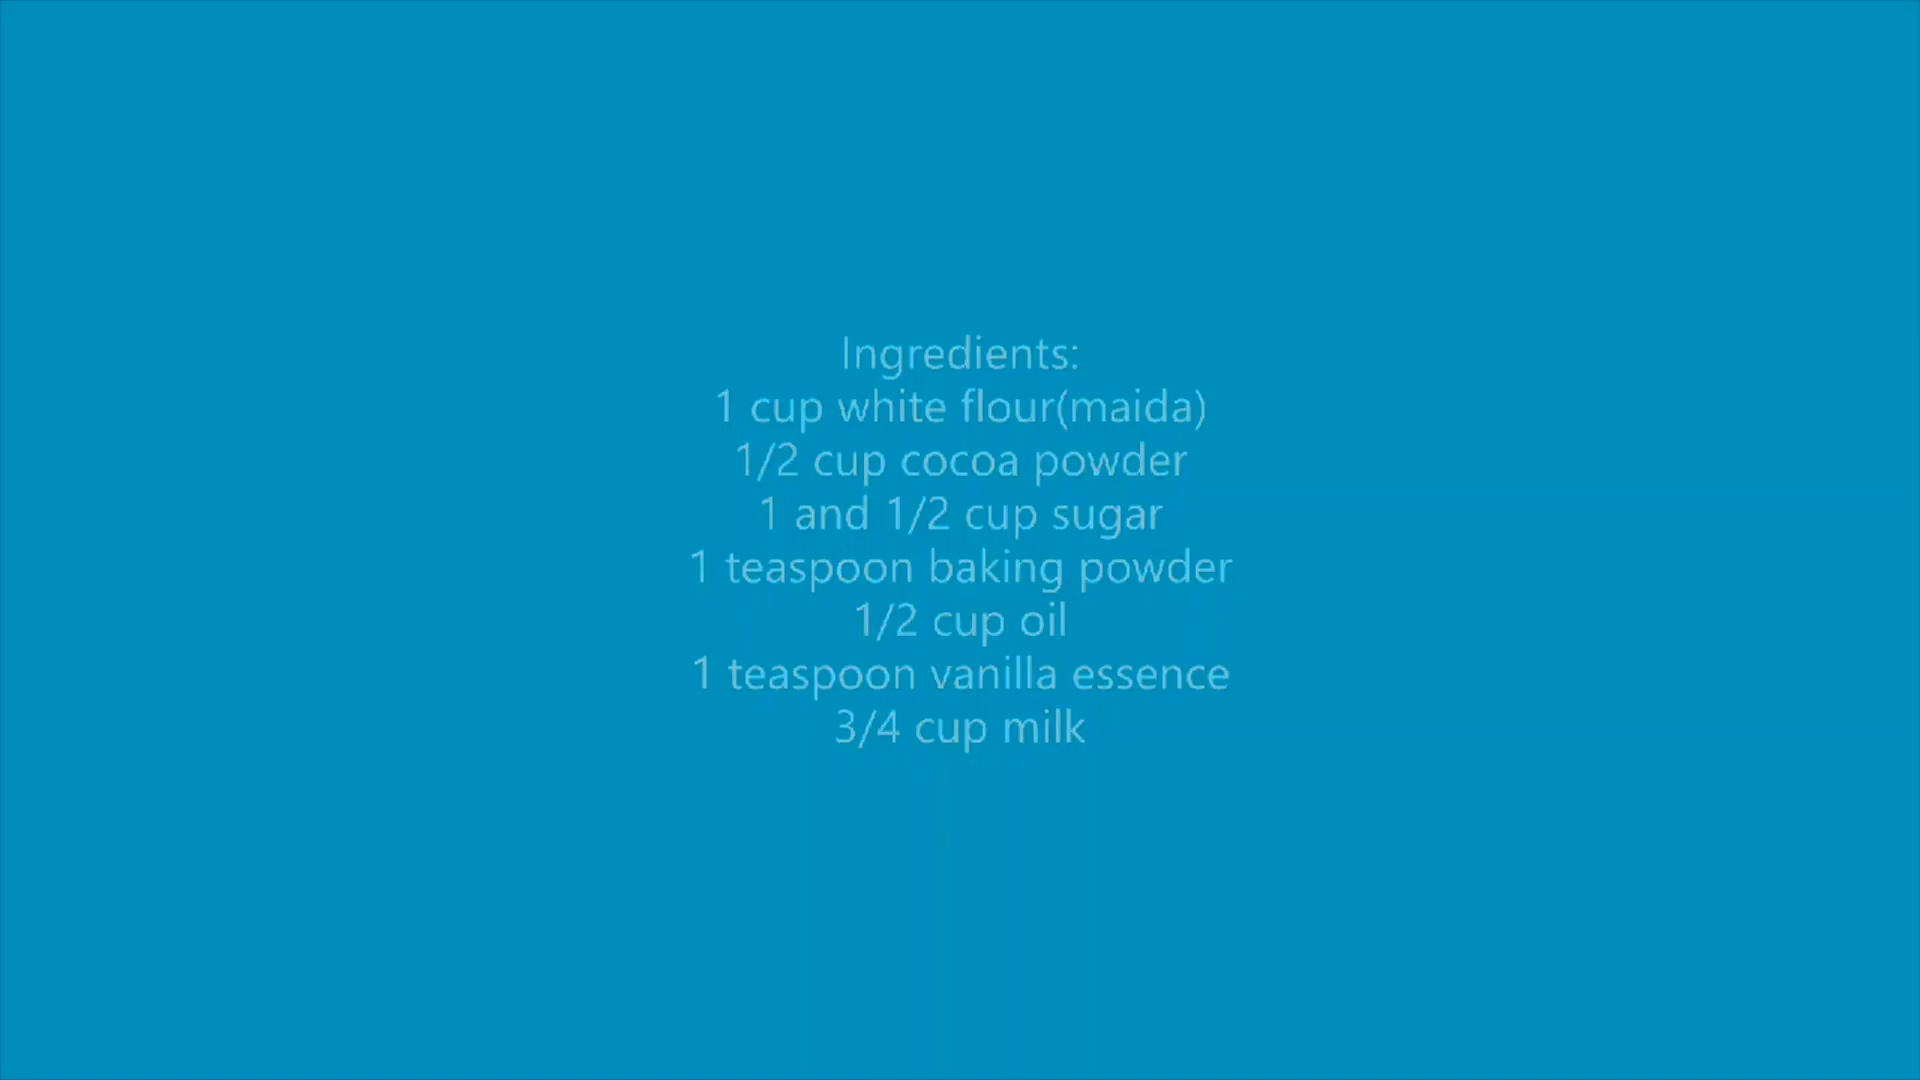 Ingredients:
1 cup white flour(maida)
1/2 cup cocoa powder
1 and 1/2 cup sugar
1 teaspoon baking powder
1/2 cup oil
1 teaspoon vanilla essence
3/4 cup milk